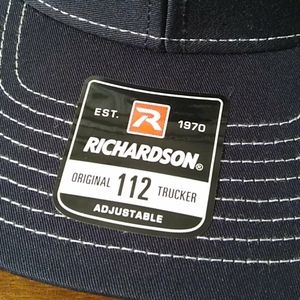 EST. R 1970
RICHARDSON®
ORIGINAL 112 TRUCKER
ADJUSTABLE